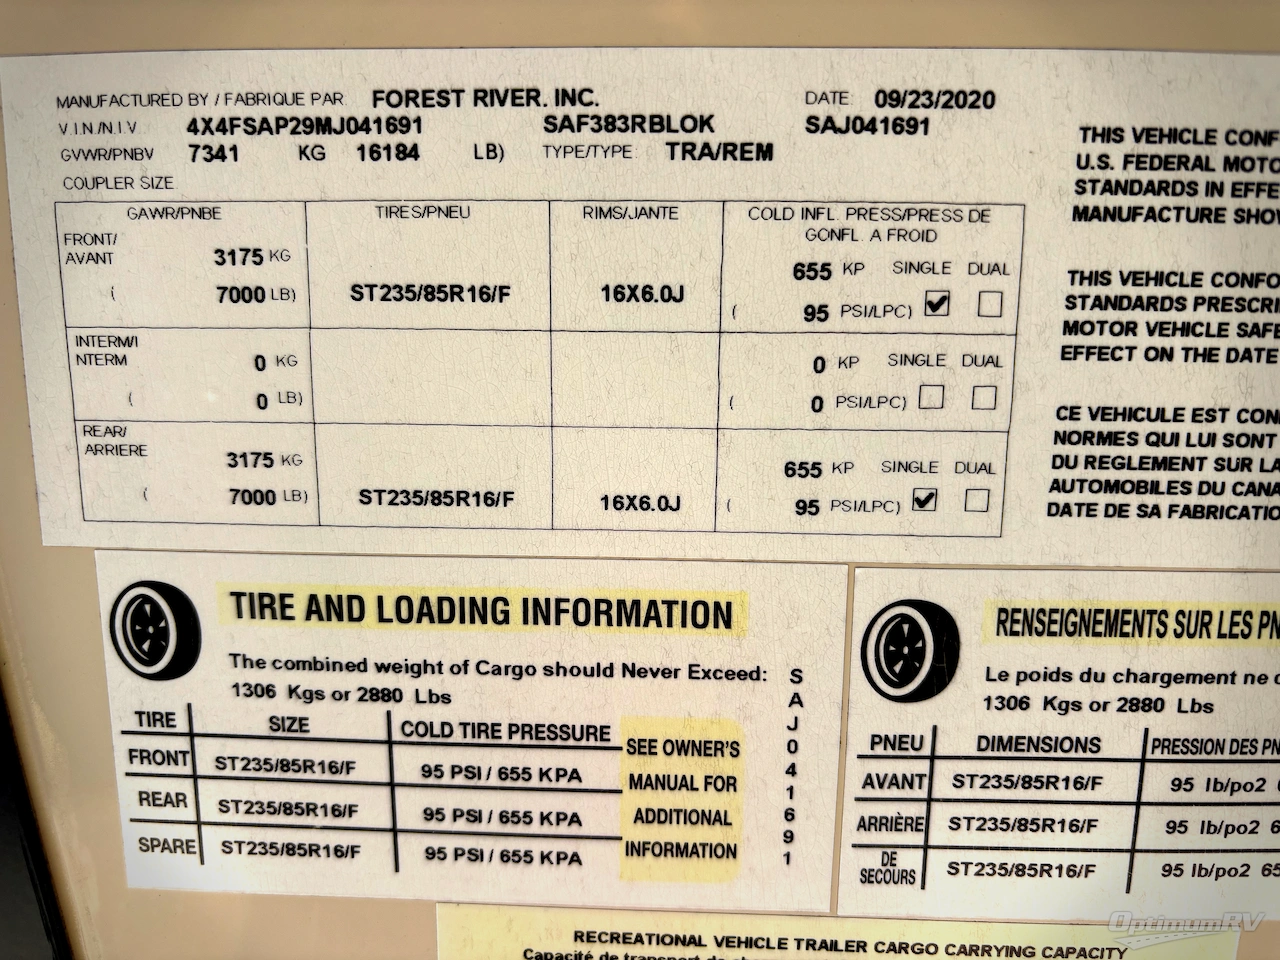 MANUFACTURED BY / FABRIQUE PAR FOREST RIVER. INC. DATE 09/23/2020
V.I.N./N.I.V 4X4FSAP29MJ041691 SAF383RBLOK SAJ041691
GVWR/PNBV 7341 KG 16184 LB) TYPE/TYPE TRA/REM
COUPLER SIZE
GAWR/PNBE TIRES/PNEU RIMS/JANTE COLD INFL. PRESS/PRESS DE
GONFL. A FROID
FRONT/
AVANT 3175 KG 655 KP SINGLE DUAL
( 7000 LB) ST235/85R16/F 16X6.0J ( 95 PSI/LPC)
INTERM/I
NTERM 0 KG 0 KP SINGLE DUAL
( 0 LB) ( 0 PSI/LPC)
REAR/
ARRIERE 3175 KG 655 KP SINGLE DUAL
( 7000 LB) ST235/85R16/F 16X6.0J ( 95 PSI/LPC)
THIS VEHICLE CONF
U.S. FEDERAL MOTO
STANDARDS IN EFFE
MANUFACTURE SHO
THIS VEHICLE CONFO
STANDARDS PRESCRI
MOTOR VEHICLE SAFE
EFFECT ON THE DATE
CE VEHICULE EST CON
NORMES QUI LUI SONT
DU REGLEMENT SUR LA
AUTOMOBILES DU CANA
DATE DE SA FABRICATIO
TIRE AND LOADING INFORMATION
The combined weight of Cargo should Never Exceed:
1306 Kgs or 2880 Lbs
TIRE SIZE COLD TIRE PRESSURE
FRONT ST235/85R16/F 95 PSI / 655 KPA
REAR ST235/85R16/F 95 PSI / 655 KPA
SPARE ST235/85R16/F 95 PSI / 655 KPA
SEE OWNER'S
MANUAL FOR
ADDITIONAL
INFORMATION
SAJ041691
RENSEIGNEMENTS SUR LES PN
Le poids du chargement ne d
1306 Kgs or 2880 Lbs
PNEU DIMENSIONS PRESSION DES PN
AVANT ST235/85R16/F 95 lb/po2 6
ARRIÈRE ST235/85R16/F 95 lb/po2 6
DE
SECOURS ST235/85R16/F 95 lb/po2 65
RECREATIONAL VEHICLE TRAILER CARGO CARRYING CAPACITY
Capacité de
OptimumRV